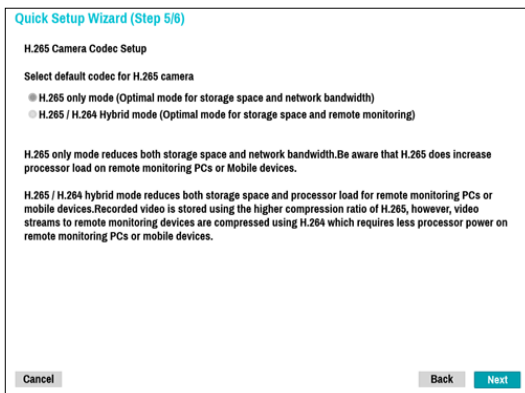 Quick Setup Wizard (Step 5/6)
H.265 Camera Codec Setup
Select default codec for H.265 camera
H.265 only mode (Optimal mode for storage space and network bandwidth)
H.265 / H.264 Hybrid mode (Optimal mode for storage space and remote monitoring)
H.265 only mode reduces both storage space and network bandwidth.Be aware that H.265 does increase
processor load on remote monitoring PCs or Mobile devices.
H.265 / H.264 hybrid mode reduces both storage space and processor load for remote monitoring PCs or
mobile devices.Recorded video is stored using the higher compression ratio of H.265, however, video
streams to remote monitoring devices are compressed using H.264 which requires less processor power on
remote monitoring PCs or mobile devices.
Cancel Back Next